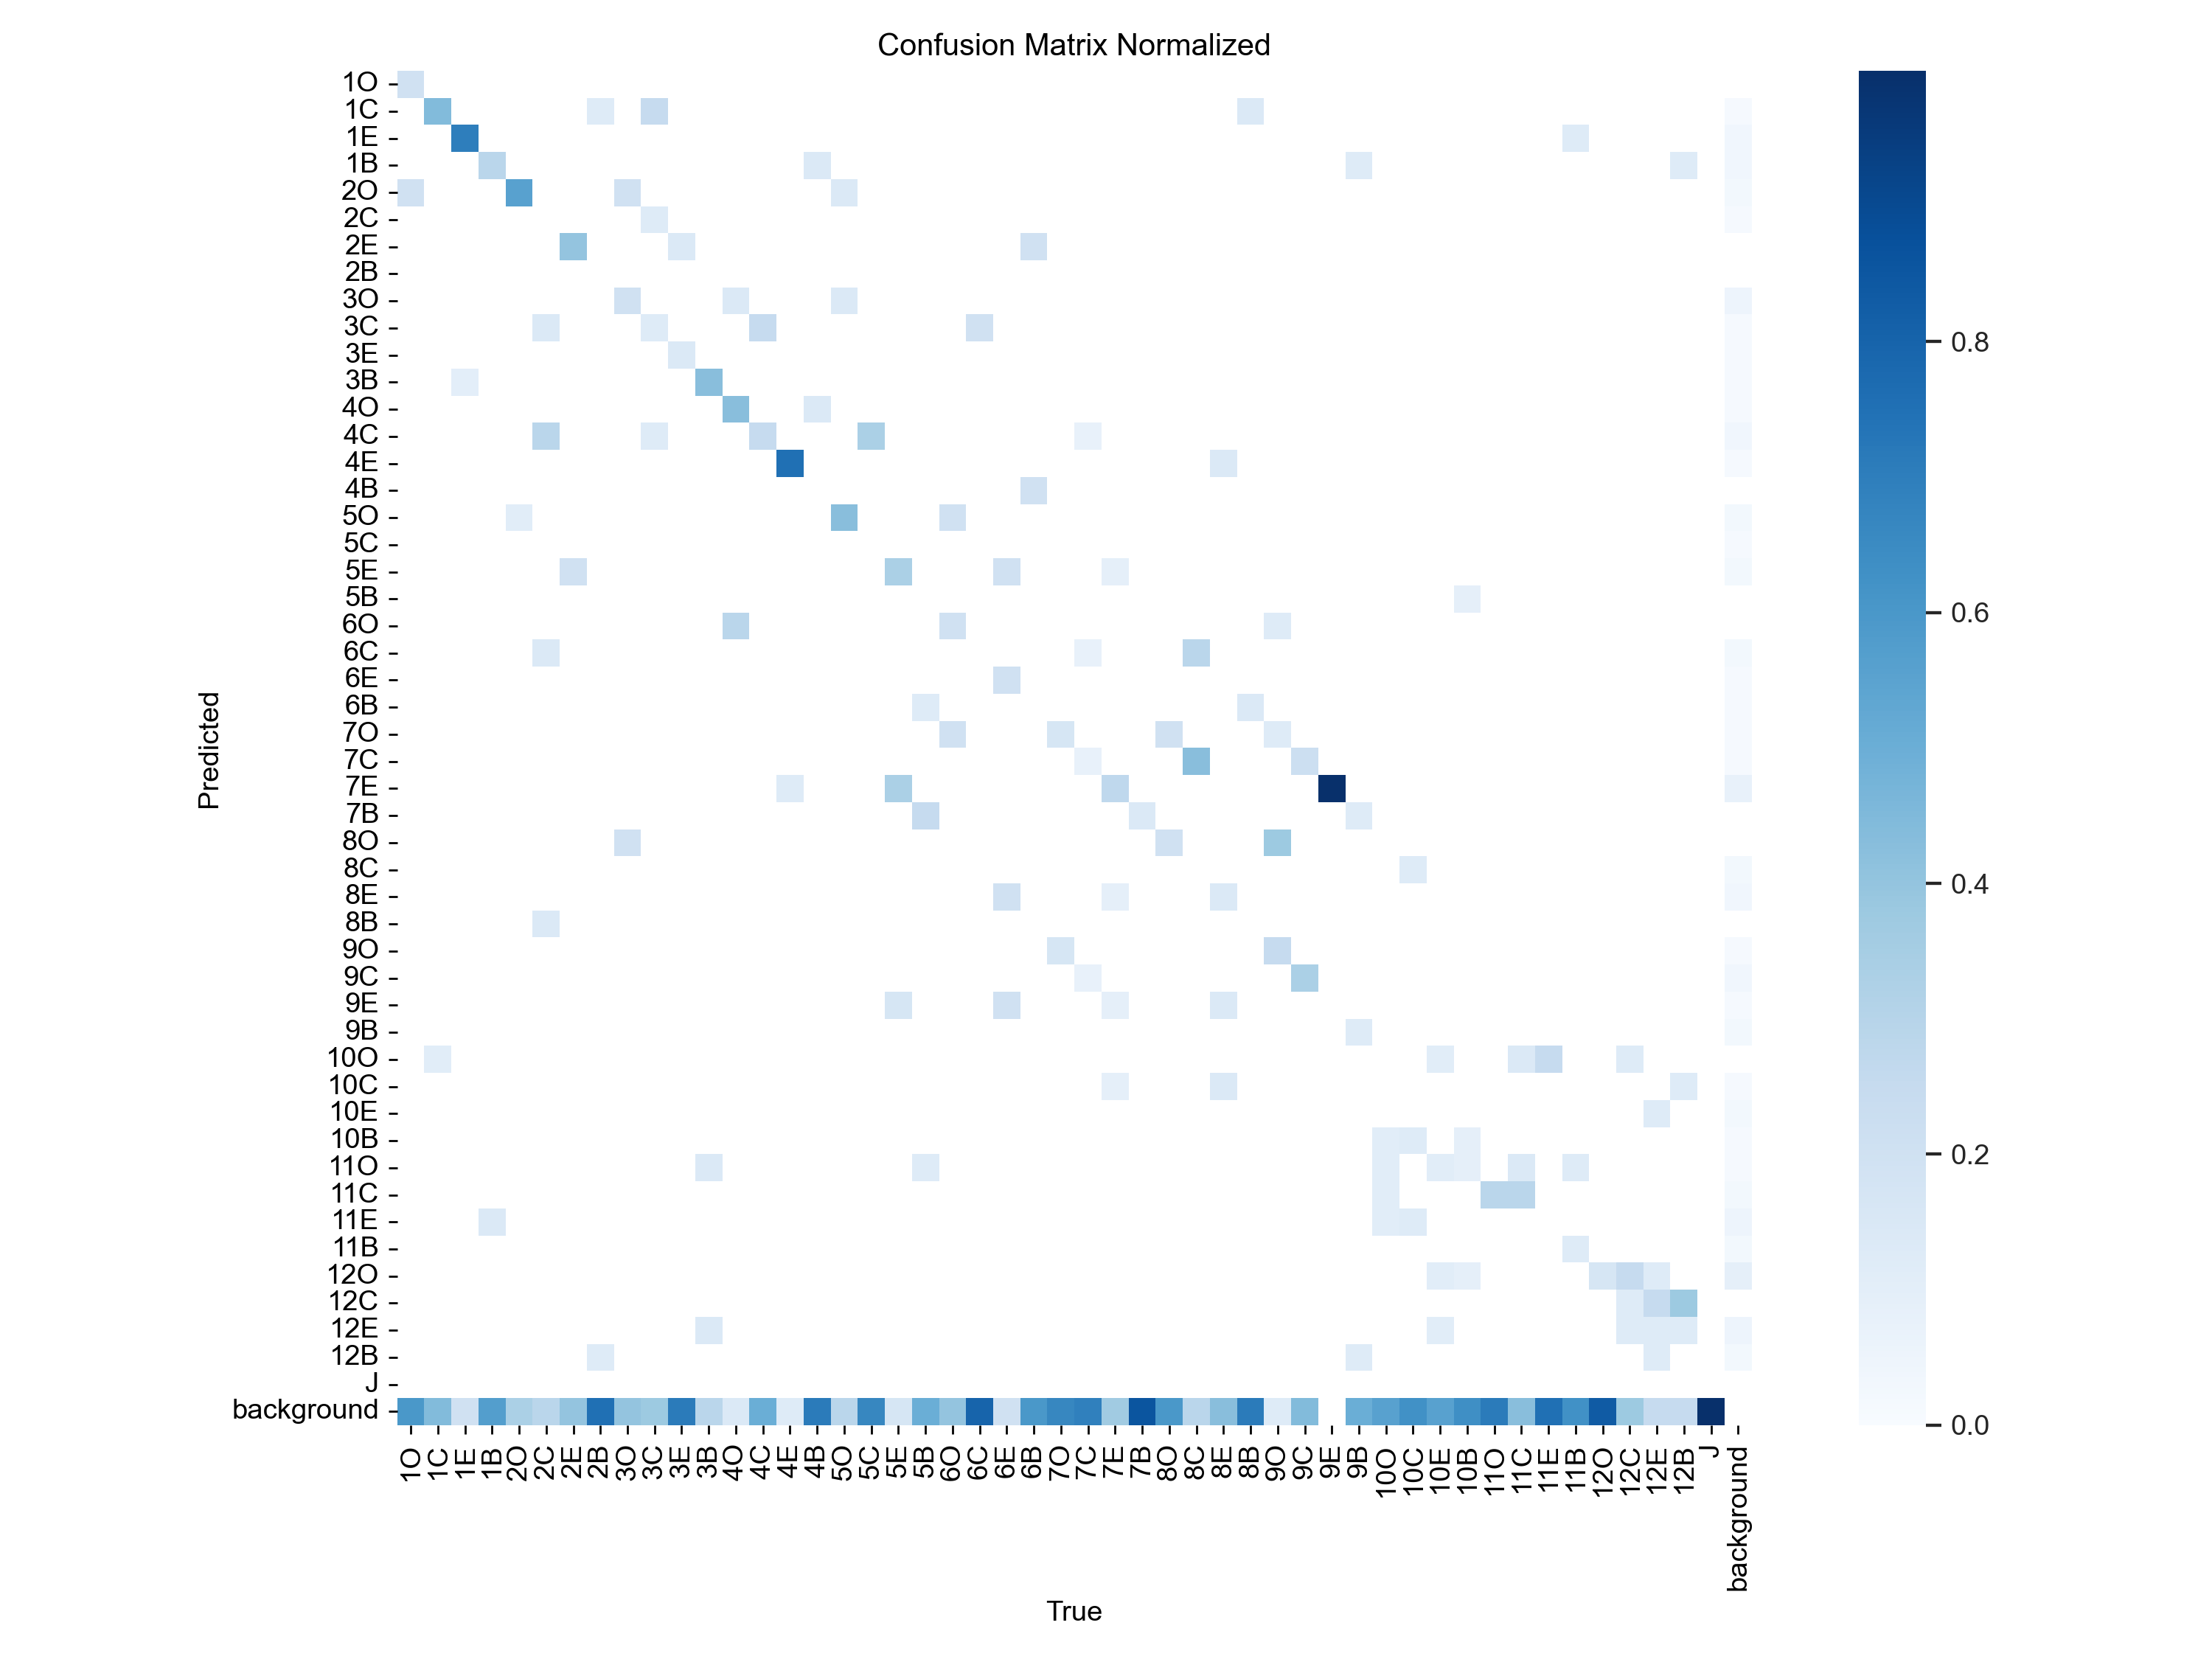 Confusion Matrix Normalized
Predicted
1O
1C
1E
1B
2O
2C
2E
2B
3O
3C
3E
3B
4O
4C
4E
4B
5O
5C
5E
5B
6O
6C
6E
6B
7O
7C
7E
7B
8O
8C
8E
8B
9O
9C
9E
9B
10O
10C
10E
10B
11O
11C
11E
11B
12O
12C
12E
12B
J
background
1O 1C 1E 1B 2O 2C 2E 2B 3O 3C 3E 3B 4O 4C 4E 4B 5O 5C 5E 5B 6O 6C 6E 6B 7O 7C 7E 7B 8O 8C 8E 8B 9O 9C 9E 9B 10O 10C 10E 10B 11O 11C 11E 11B 12O 12C 12E 12B J background
True
0.8
0.6
0.4
0.2
0.0